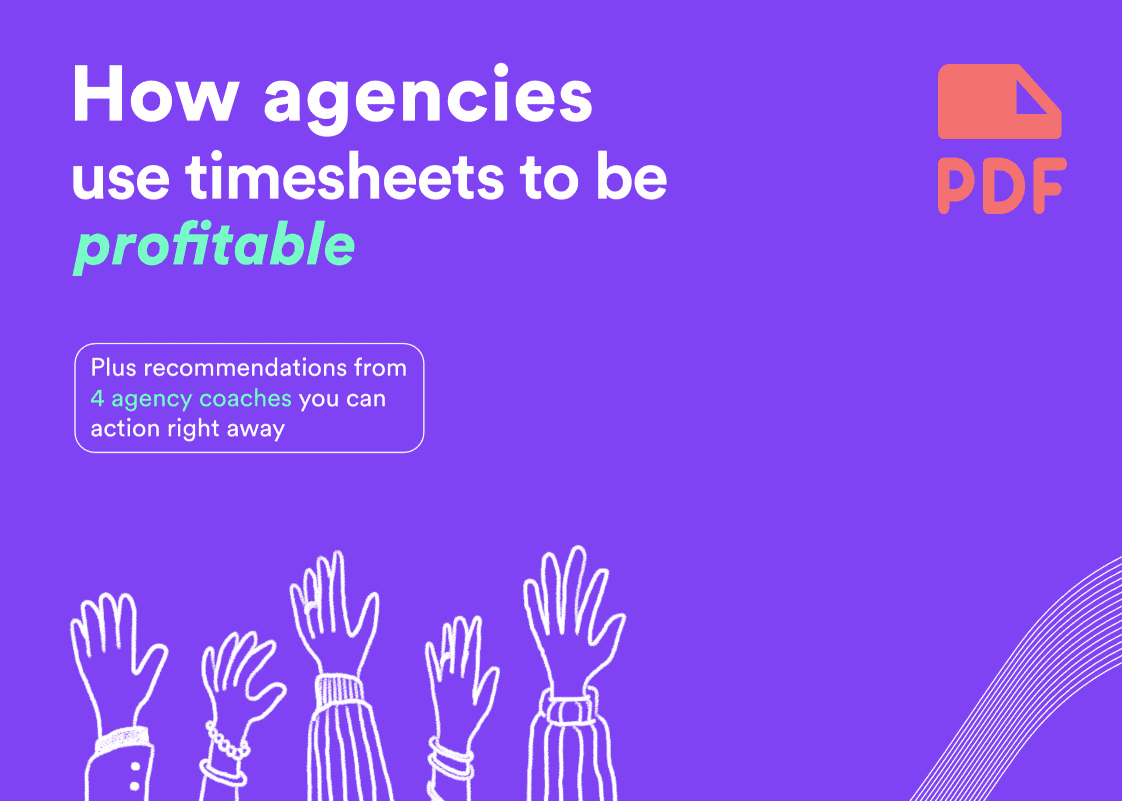 How agencies
use timesheets to be
profitable
PDF
Plus recommendations from
4 agency coaches you can
action right away